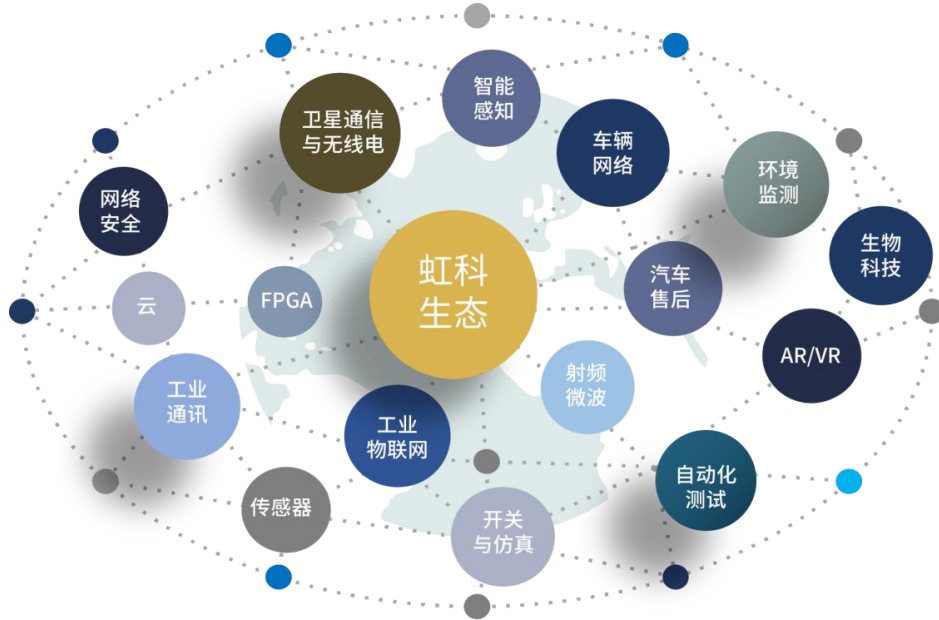 智能
感知
卫星通信
与无线电
车辆
网络
环境
监测
网络
安全
生物
科技
虹科
生态
汽车
售后
云
FPGA
AR/VR
工业
通讯
射频
微波
工业
物联网
自动化
测试
传感器
开关
与仿真